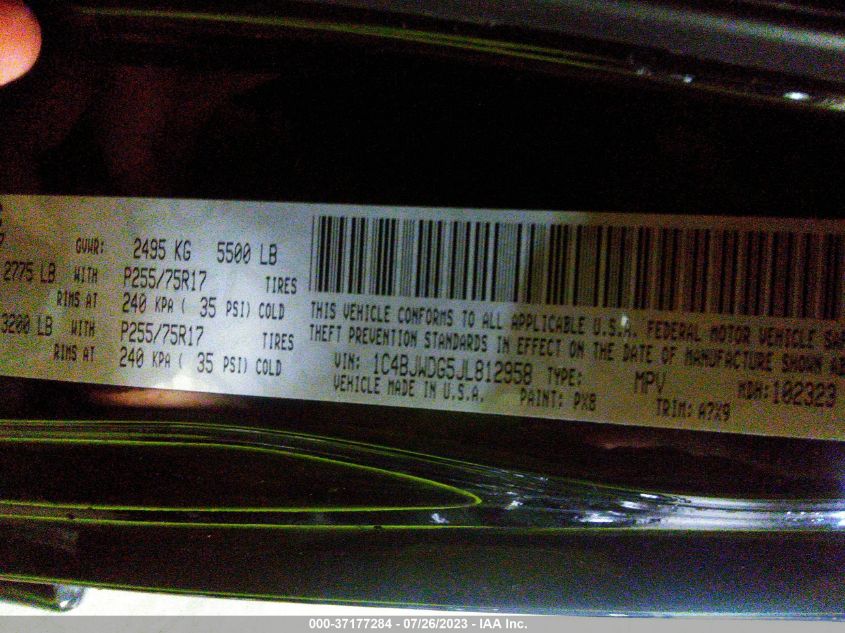 GVWR: 2495 KG 5500 LB
2775 LB WITH P255/75R17 TIRES
RIMS AT 240 KPA ( 35 PSI) COLD
3200 LB WITH P255/75R17 TIRES
RIMS AT 240 KPA ( 35 PSI) COLD
THIS VEHICLE CONFORMS TO ALL APPLICABLE U.S.A. FEDERAL MOTOR VEHICLE
THEFT PREVENTION STANDARDS IN EFFECT ON THE DATE OF MANUFACTURE SHOWN
VIN: 1C4BJWDG5JL812958 TYPE: MPV MDH: 102323
VEHICLE MADE IN U.S.A. PAINT: PX8 TRIM: A7X9
000-37177284 - 07/26/2023 - IAA Inc.